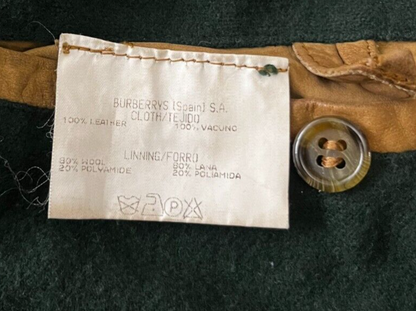 BURBERRYS (Spain) S.A.
CLOTH/TEJIDO
100% LEATHER 100% VACUNO
LINNING/FORRO
80% WOOL 80% LANA
20% POLYAMIDE 20% POLIAMIDA
P